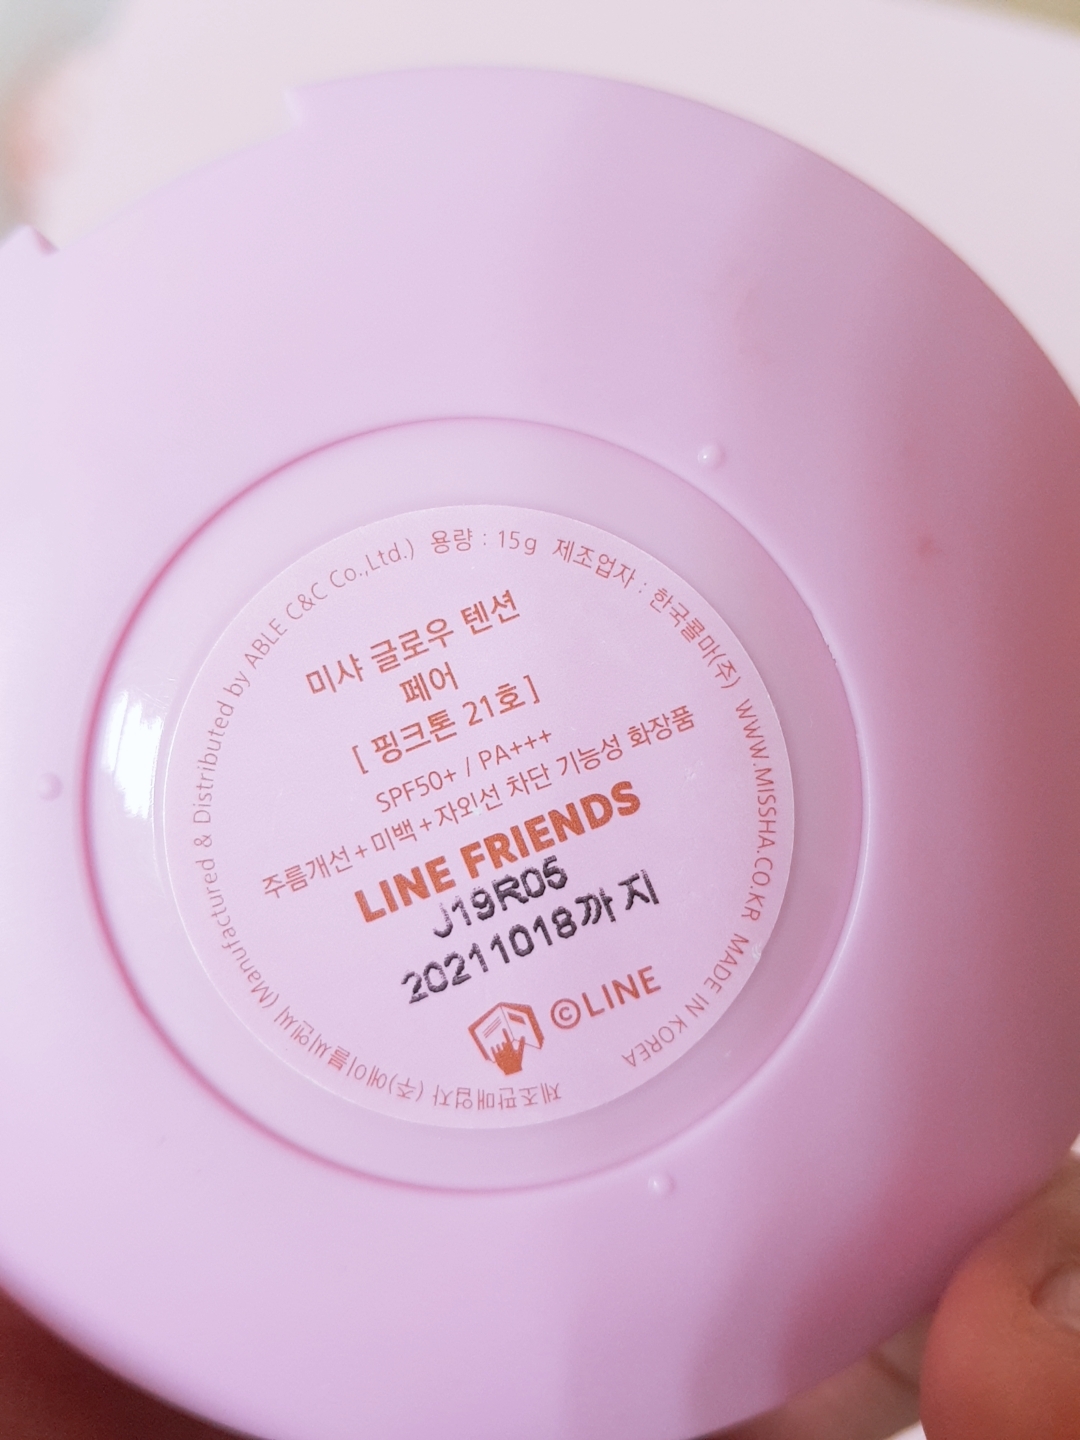 미샤 글로우 텐션
페어
[ 핑크톤 21호 ]
SPF50+ / PA+++
주름개선+미백+자외선 차단 기능성 화장품
LINE FRIENDS
J19R05
20211018까지
©LINE
제조판매업자 (주)에이블씨엔씨 (Manufactured & Distributed by ABLE C&C Co.,Ltd.) 용량 : 15g 제조업자 : 한국콜마(주) WWW.MISSHA.CO.KR MADE IN KOREA